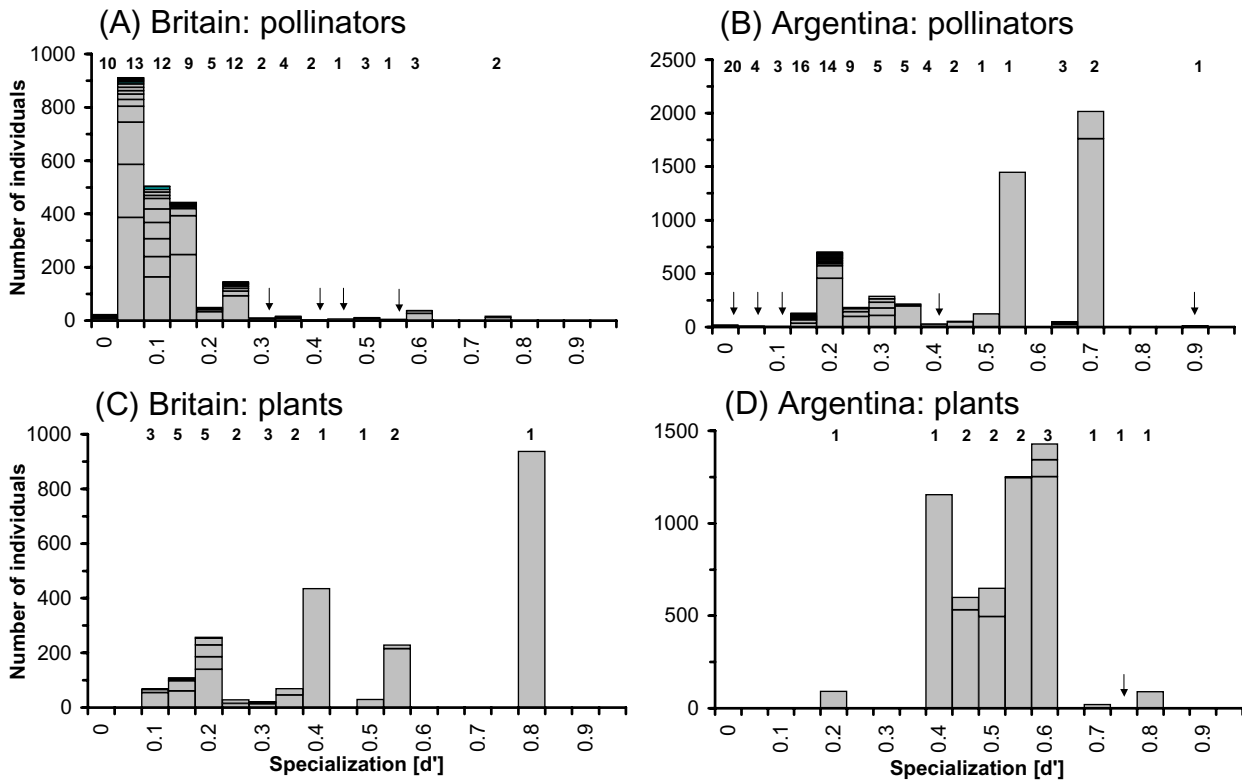 (A) Britain: pollinators
10 13 12 9 5 12 2 4 2 1 3 1 3 2
1000
800
600
400
200
0
Number of individuals
0 0.1 0.2 0.3 0.4 0.5 0.6 0.7 0.8 0.9
(B) Argentina: pollinators
20 4 3 16 14 9 5 5 4 2 1 1 3 2 1
2500
2000
1500
1000
500
0
0 0.1 0.2 0.3 0.4 0.5 0.6 0.7 0.8 0.9
(C) Britain: plants
3 5 5 2 3 2 1 1 2 1
1000
800
600
400
200
0
Number of individuals
0 0.1 0.2 0.3 0.4 0.5 0.6 0.7 0.8 0.9
Specialization [d']
(D) Argentina: plants
1 1 2 2 2 3 1 1 1
1500
1000
500
0
0 0.1 0.2 0.3 0.4 0.5 0.6 0.7 0.8 0.9
Specialization [d']